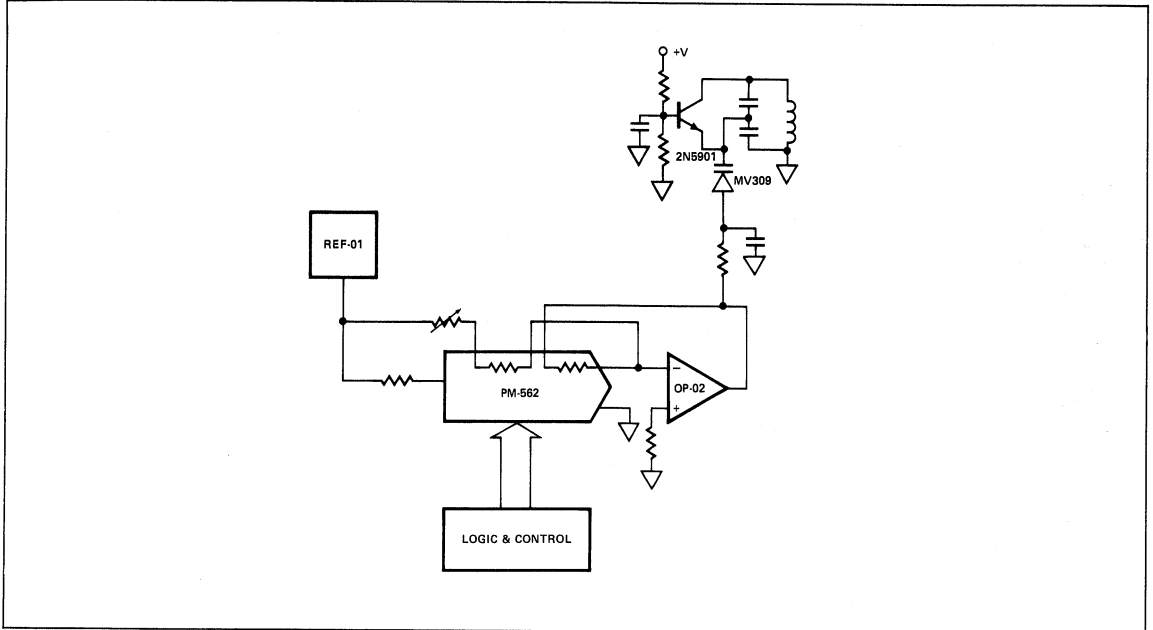 +V
2N5901
MV309
REF-01
PM-562
−
OP-02
+
LOGIC & CONTROL